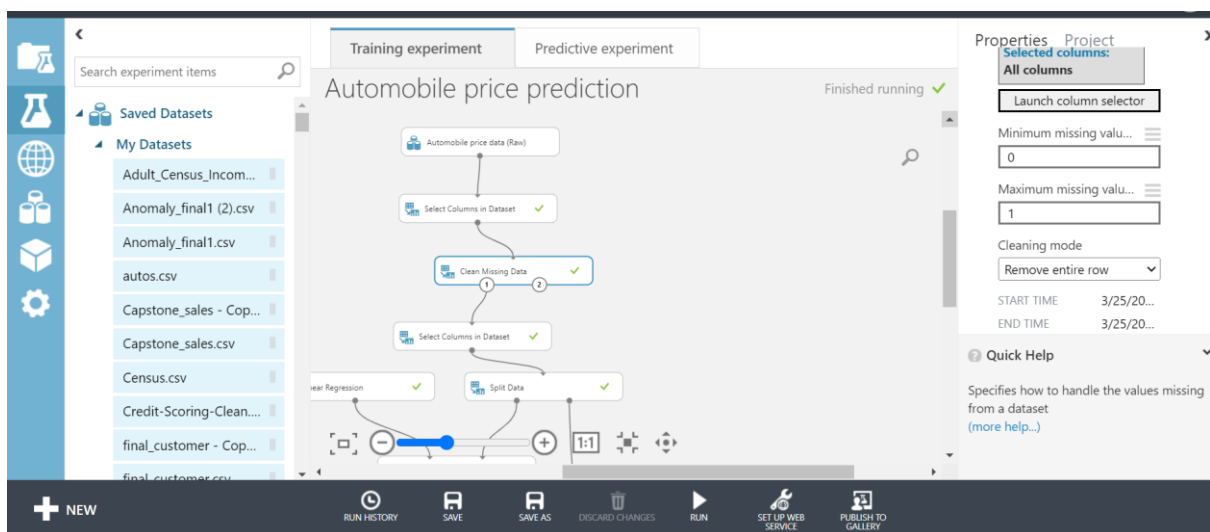 Search experiment items
Saved Datasets
My Datasets
Adult_Census_Incom...
Anomaly_final1 (2).csv
Anomaly_final1.csv
autos.csv
Capstone_sales - Cop...
Capstone_sales.csv
Census.csv
Credit-Scoring-Clean....
final_customer - Cop...
final_customer.csv
Training experiment
Predictive experiment
Automobile price prediction
Finished running
Automobile price data (Raw)
Select Columns in Dataset
Clean Missing Data
1
2
Select Columns in Dataset
ear Regression
Split Data
1:1
Properties
Project
Selected columns:
All columns
Launch column selector
Minimum missing valu...
0
Maximum missing valu...
1
Cleaning mode
Remove entire row
START TIME 3/25/20...
END TIME 3/25/20...
Quick Help
Specifies how to handle the values missing
from a dataset
(more help...)
NEW
RUN HISTORY
SAVE
SAVE AS
DISCARD CHANGES
RUN
SET UP WEB
SERVICE
PUBLISH TO
GALLERY